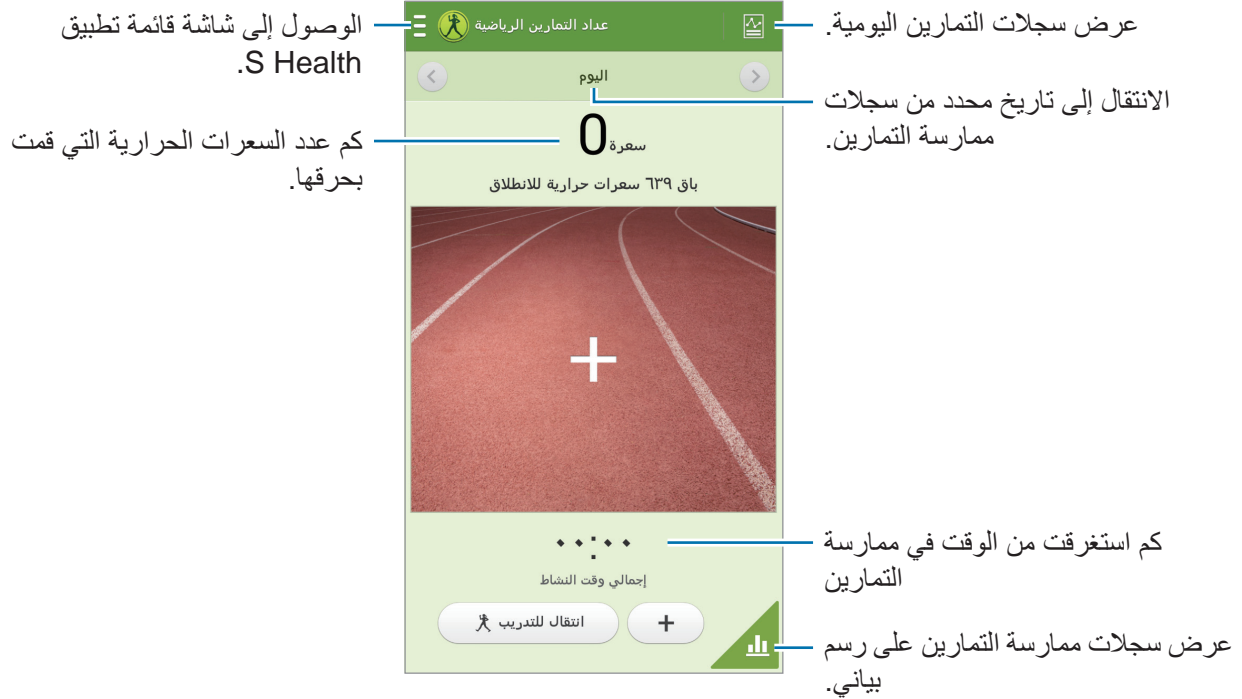 عرض سجلات التمارين اليومية.
الانتقال إلى تاريخ محدد من سجلات
ممارسة التمارين.
كم استغرقت من الوقت في ممارسة
التمارين
عرض سجلات ممارسة التمارين على رسم
بياني.
عداد التمارين الرياضية
اليوم
0 سعرة
باق ٦٣٩ سعرات حرارية للانطلاق
٠٠:٠٠
إجمالي وقت النشاط
انتقال للتدريب
الوصول إلى شاشة قائمة تطبيق
S Health.
كم عدد السعرات الحرارية التي قمت
بحرقها.